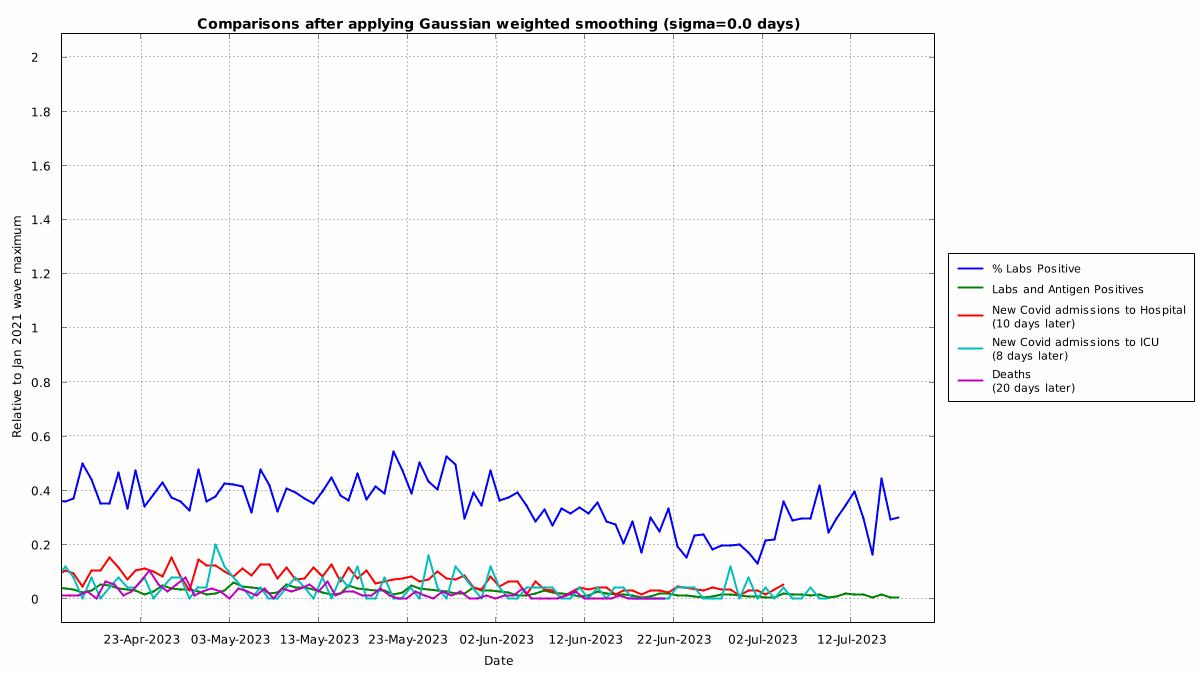 Comparisons after applying Gaussian weighted smoothing (sigma=0.0 days)
2
1.8
1.6
1.4
1.2
1
0.8
0.6
0.4
0.2
0
Relative to Jan 2021 wave maximum
23-Apr-2023 03-May-2023 13-May-2023 23-May-2023 02-Jun-2023 12-Jun-2023 22-Jun-2023 02-Jul-2023 12-Jul-2023
Date
% Labs Positive
Labs and Antigen Positives
New Covid admissions to Hospital
(10 days later)
New Covid admissions to ICU
(8 days later)
Deaths
(20 days later)